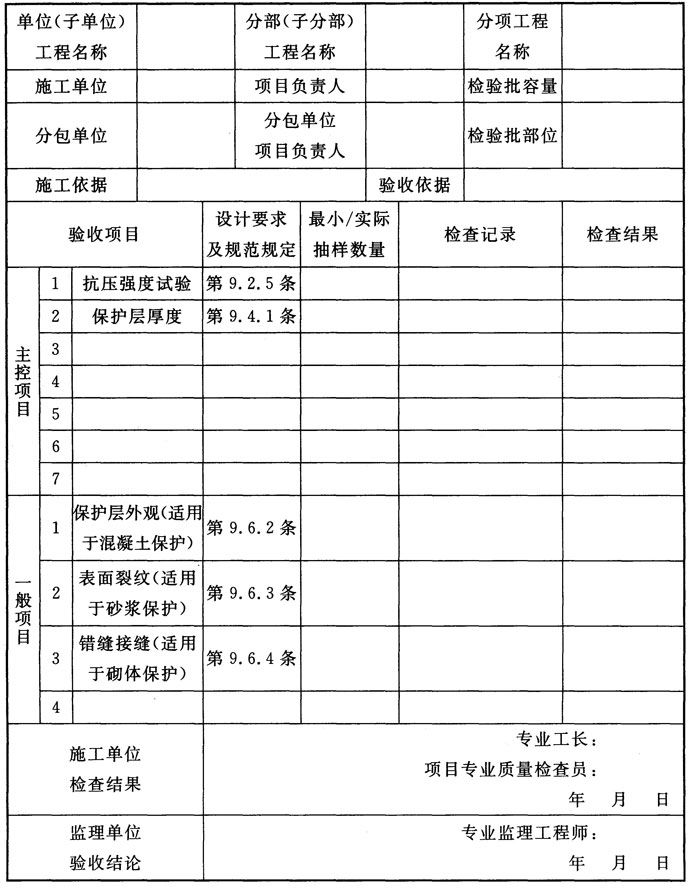 单位(子单位)
工程名称
分部(子分部)
工程名称
分项工程
名称
施工单位
项目负责人
检验批容量
分包单位
分包单位
项目负责人
检验批部位
施工依据
验收依据
验收项目
设计要求
及规范规定
最小/实际
抽样数量
检查记录
检查结果
主控项目
1
抗压强度试验
第9.2.5条
2
保护层厚度
第9.4.1条
3
4
5
6
7
一般项目
1
保护层外观(适用
于混凝土保护)
第9.6.2条
2
表面裂纹(适用
于砂浆保护)
第9.6.3条
3
错缝接缝(适用
于砌体保护)
第9.6.4条
4
施工单位
检查结果
专业工长:
项目专业质量检查员:
年 月 日
监理单位
验收结论
专业监理工程师:
年 月 日